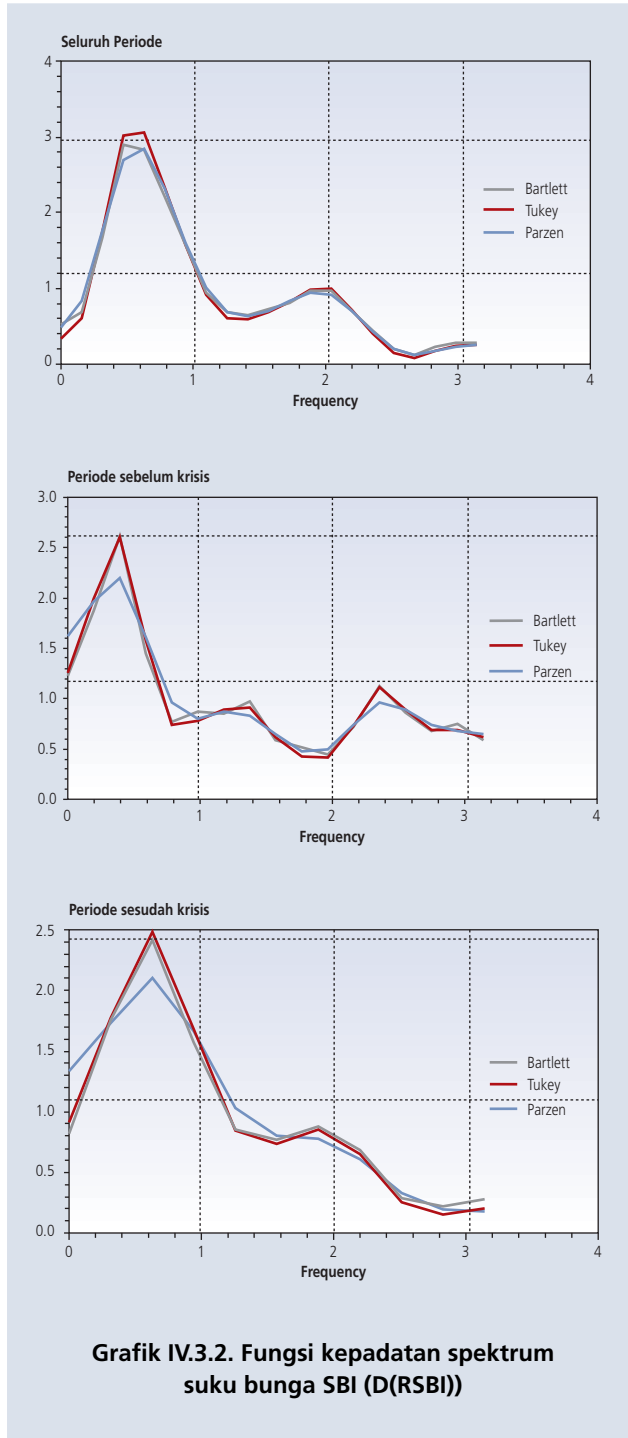 Seluruh Periode
4
3
2
1
0
Bartlett
Tukey
Parzen
0 1 2 3 4
Frequency
Periode sebelum krisis
3.0
2.5
2.0
1.5
1.0
0.5
0.0
Bartlett
Tukey
Parzen
0 1 2 3 4
Frequency
Periode sesudah krisis
2.5
2.0
1.5
1.0
0.5
0.0
Bartlett
Tukey
Parzen
0 1 2 3 4
Frequency
Grafik IV.3.2. Fungsi kepadatan spektrum
suku bunga SBI (D(RSBI))